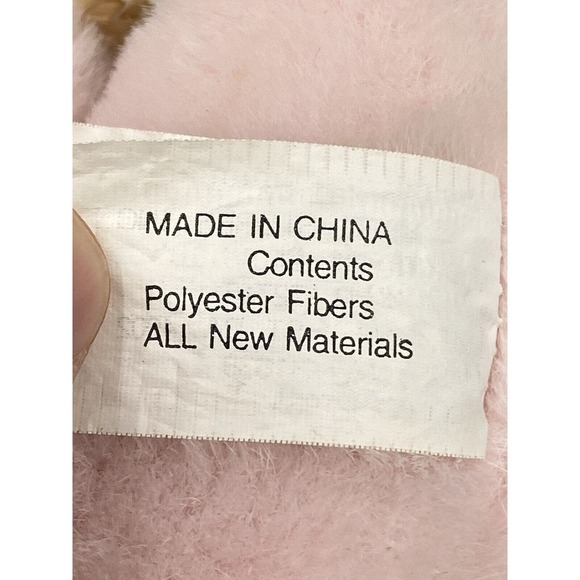 MADE IN CHINA
Contents
Polyester Fibers
ALL New Materials